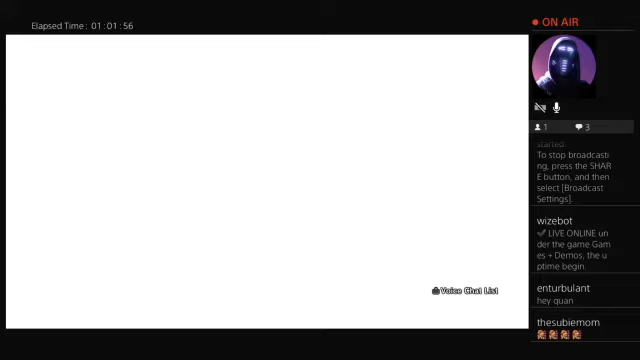 Elapsed Time : 01:01:56
ON AIR
1
3
started.
To stop broadcasti
ng, press the SHAR
E button, and then
select [Broadcast
Settings].
wizebot
LIVE ONLINE un
der the game Gam
es + Demos, the u
ptime begin.
Voice Chat List
enturbulant
hey quan
thesubiemom